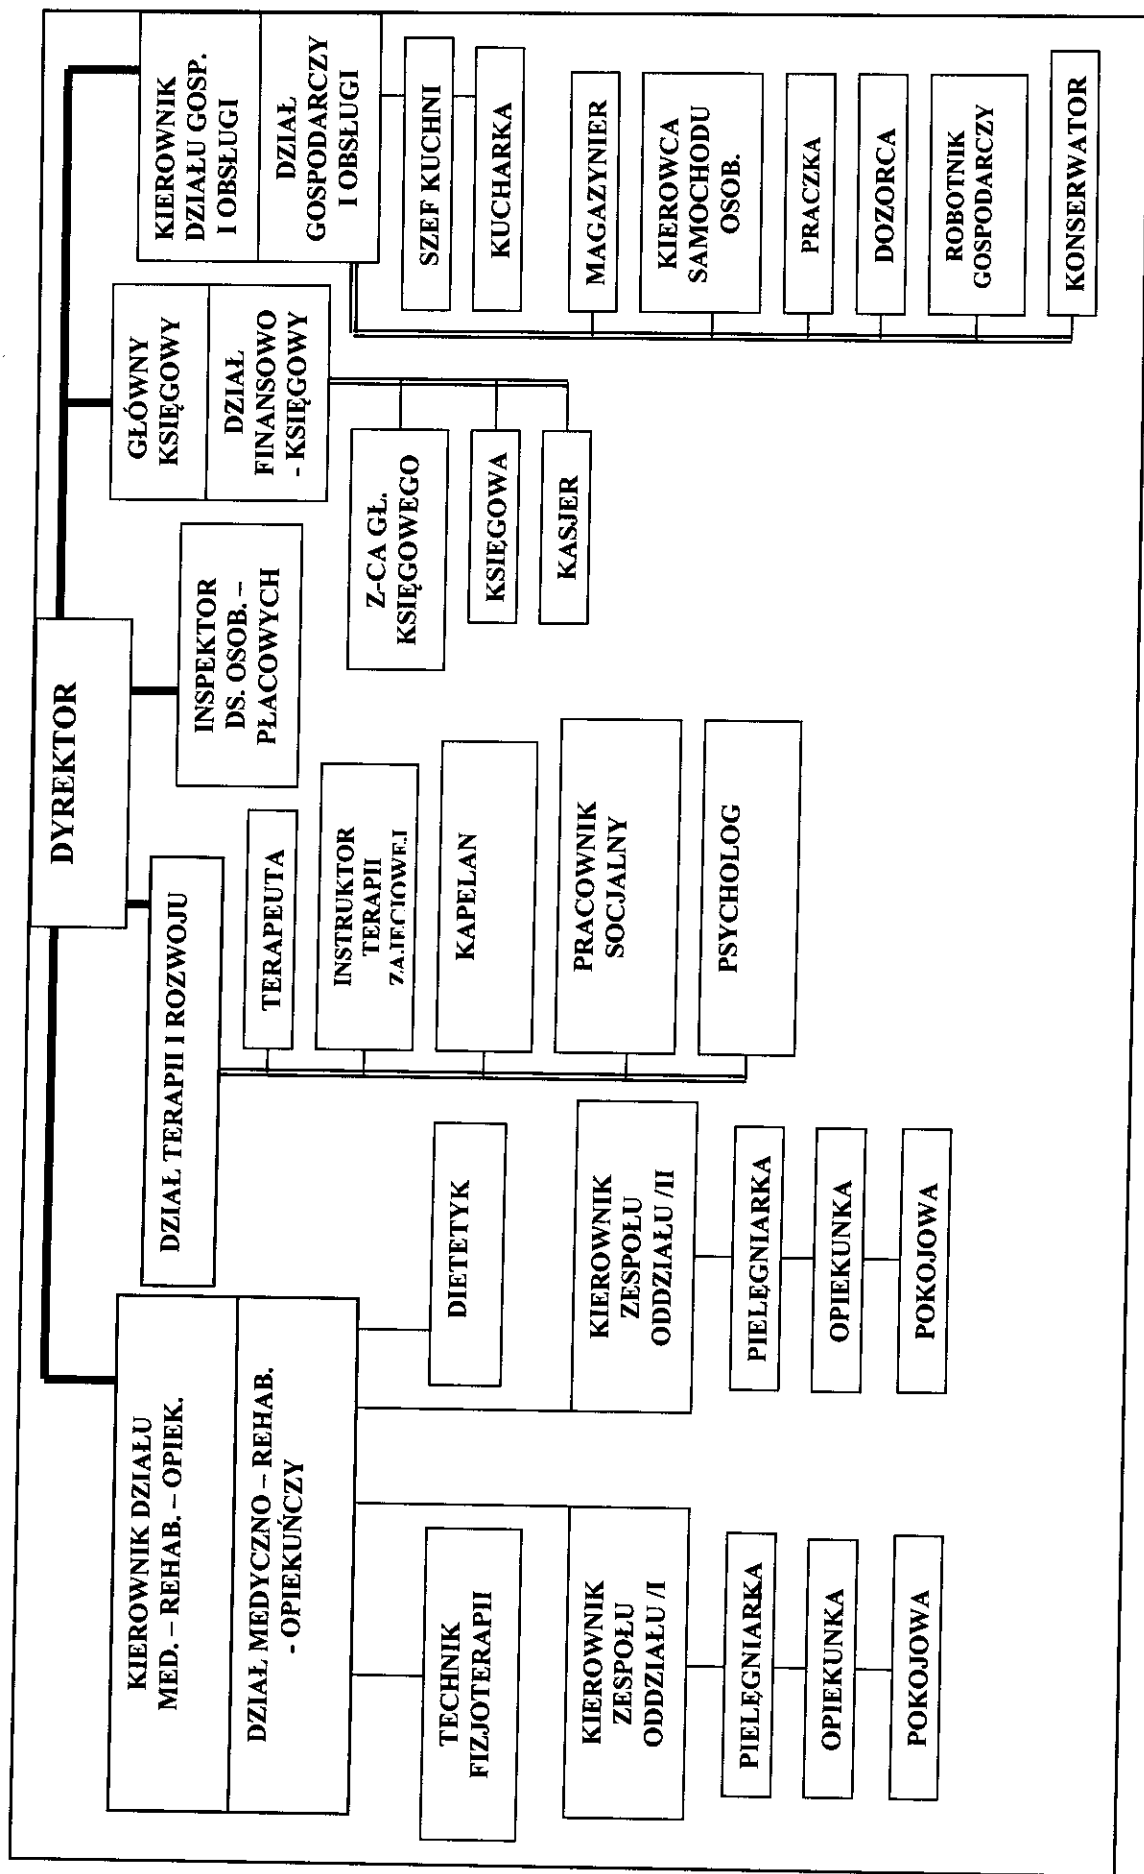 DYREKTOR
KIEROWNIK DZIAŁU
MED. – REHAB. – OPIEK.
DZIAŁ MEDYCZNO – REHAB.
- OPIEKUŃCZY
TECHNIK
FIZJOTERAPII
DIETETYK
KIEROWNIK
ZESPOŁU
ODDZIAŁU /I
PIELĘGNIARKA
OPIEKUNKA
POKOJOWA
KIEROWNIK
ZESPOŁU
ODDZIAŁU /II
PIELĘGNIARKA
OPIEKUNKA
POKOJOWA
DZIAŁ TERAPII I ROZWOJU
TERAPEUTA
INSTRUKTOR
TERAPII
ZAJĘCIOWEJ
KAPELAN
PRACOWNIK
SOCJALNY
PSYCHOLOG
INSPEKTOR
DS. OSOB. –
PŁACOWYCH
GŁÓWNY
KSIĘGOWY
DZIAŁ
FINANSOWO
- KSIĘGOWY
Z-CA GŁ.
KSIĘGOWEGO
KSIĘGOWA
KASJER
KIEROWNIK
DZIAŁU GOSP.
I OBSŁUGI
DZIAŁ
GOSPODARCZY
I OBSŁUGI
SZEF KUCHNI
KUCHARKA
MAGAZYNIER
KIEROWCA
SAMOCHODU
OSOB.
PRACZKA
DOZORCA
ROBOTNIK
GOSPODARCZY
KONSERWATOR